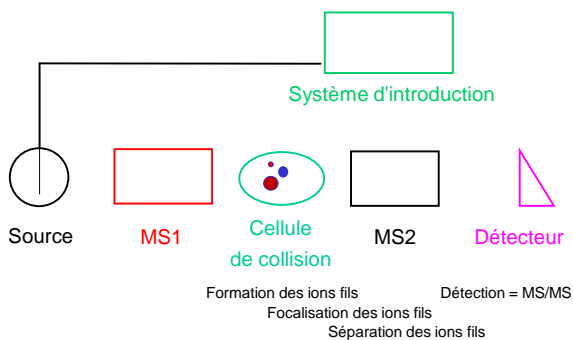 Système d'introduction
Source
MS1
Cellule
de collision
MS2
Détecteur
Formation des ions fils
Détection = MS/MS
Focalisation des ions fils
Séparation des ions fils